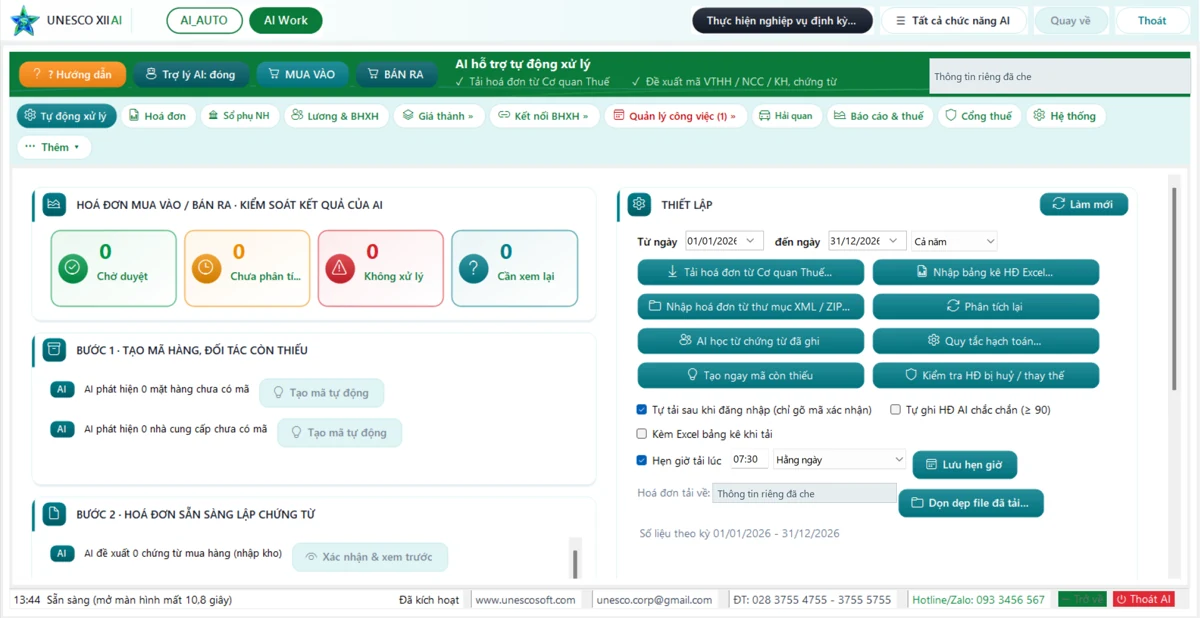 UNESCO XII AI
AI_AUTO
AI Work
Thực hiện nghiệp vụ định kỳ...
Tất cả chức năng AI
Quay về
Thoát
? Hướng dẫn
Trợ lý AI: đóng
MUA VÀO
BÁN RA
AI hỗ trợ tự động xử lý
✓ Tải hoá đơn từ Cơ quan Thuế
✓ Đề xuất mã VTHH / NCC / KH, chứng từ
Thông tin riêng đã che
Tự động xử lý
Hoá đơn
Sổ phụ NH
Lương & BHXH
Giá thành »
Kết nối BHXH »
Quản lý công việc (1) »
Hải quan
Báo cáo & thuế
Cổng thuế
Hệ thống
Thêm
HOÁ ĐƠN MUA VÀO / BÁN RA · KIỂM SOÁT KẾT QUẢ CỦA AI
0
Chờ duyệt
0
Chưa phân tí...
0
Không xử lý
0
Cần xem lại
BƯỚC 1 · TẠO MÃ HÀNG, ĐỐI TÁC CÒN THIẾU
AI
AI phát hiện 0 mặt hàng chưa có mã
Tạo mã tự động
AI
AI phát hiện 0 nhà cung cấp chưa có mã
Tạo mã tự động
BƯỚC 2 · HOÁ ĐƠN SẴN SÀNG LẬP CHỨNG TỪ
AI
AI đề xuất 0 chứng từ mua hàng (nhập kho)
Xác nhận & xem trước
THIẾT LẬP
Làm mới
Từ ngày
01/01/2026
đến ngày
31/12/2026
Cả năm
Tải hoá đơn từ Cơ quan Thuế...
Nhập bảng kê HĐ Excel...
Nhập hoá đơn từ thư mục XML / ZIP...
Phân tích lại
AI học từ chứng từ đã ghi
Quy tắc hạch toán...
Tạo ngay mã còn thiếu
Kiểm tra HĐ bị huỷ / thay thế
Tự tải sau khi đăng nhập (chỉ gõ mã xác nhận)
Tự ghi HĐ AI chắc chắn (≥ 90)
Kèm Excel bảng kê khi tải
Hẹn giờ tải lúc
07:30
Hằng ngày
Lưu hẹn giờ
Hoá đơn tải về:
Thông tin riêng đã che
Dọn dẹp file đã tải...
Số liệu theo kỳ 01/01/2026 - 31/12/2026
13:44 Sẵn sàng (mở màn hình mất 10,8 giây)
Đã kích hoạt
www.unescosoft.com
unesco.corp@gmail.com
ĐT: 028 3755 4755 - 3755 5755
Hotline/Zalo: 093 3456 567
Trở về
Thoát AI